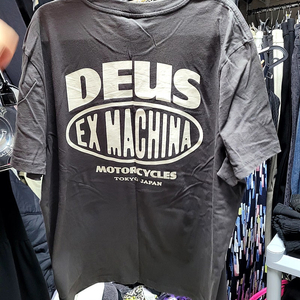 DEUS
EX MACHINA
MOTORCYCLES
TOKYO JAPAN